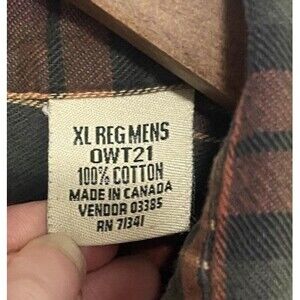 XL REG MENS
OWT21
100% COTTON
MADE IN CANADA
VENDOR 03385
RN 71341